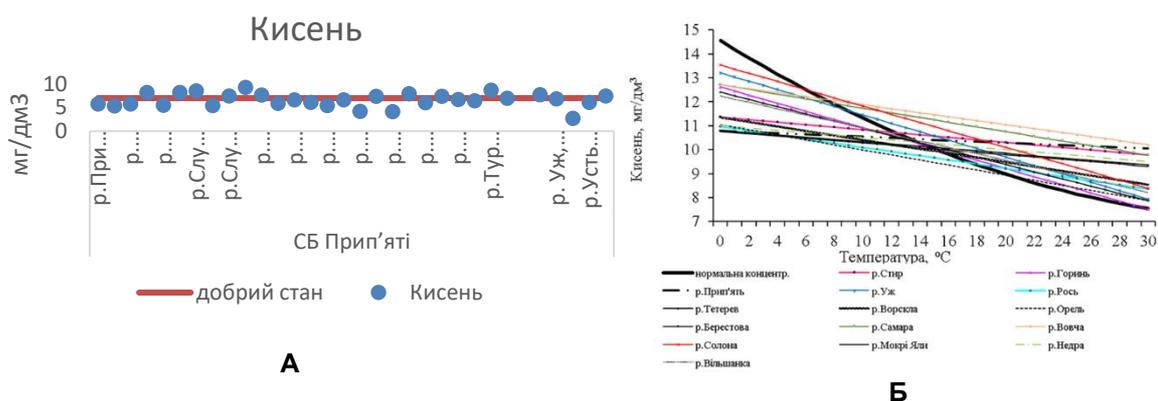 Кисень
мг/дм3
10
5
0
р.При…
р.…
р.…
р.Слу…
р.Слу…
р.…
р.…
р.…
р.…
р.…
р.…
р.…
р.Тур…
р. Уж,…
р.Усть…
СБ Прип’яті
добрий стан
Кисень
А
Кисень, мг/дм³
15
14
13
12
11
10
9
8
7
0 2 4 6 8 10 12 14 16 18 20 22 24 26 28 30
Температура, °С
нормальна концентр. р.Стир р.Горинь
р.Прип'ять р.Уж р.Рось
р.Тетерев р.Ворскла р.Орель
р.Берестова р.Самара р.Вовча
р.Солона р.Мокрі Яли р.Недра
р.Вільшанка
Б